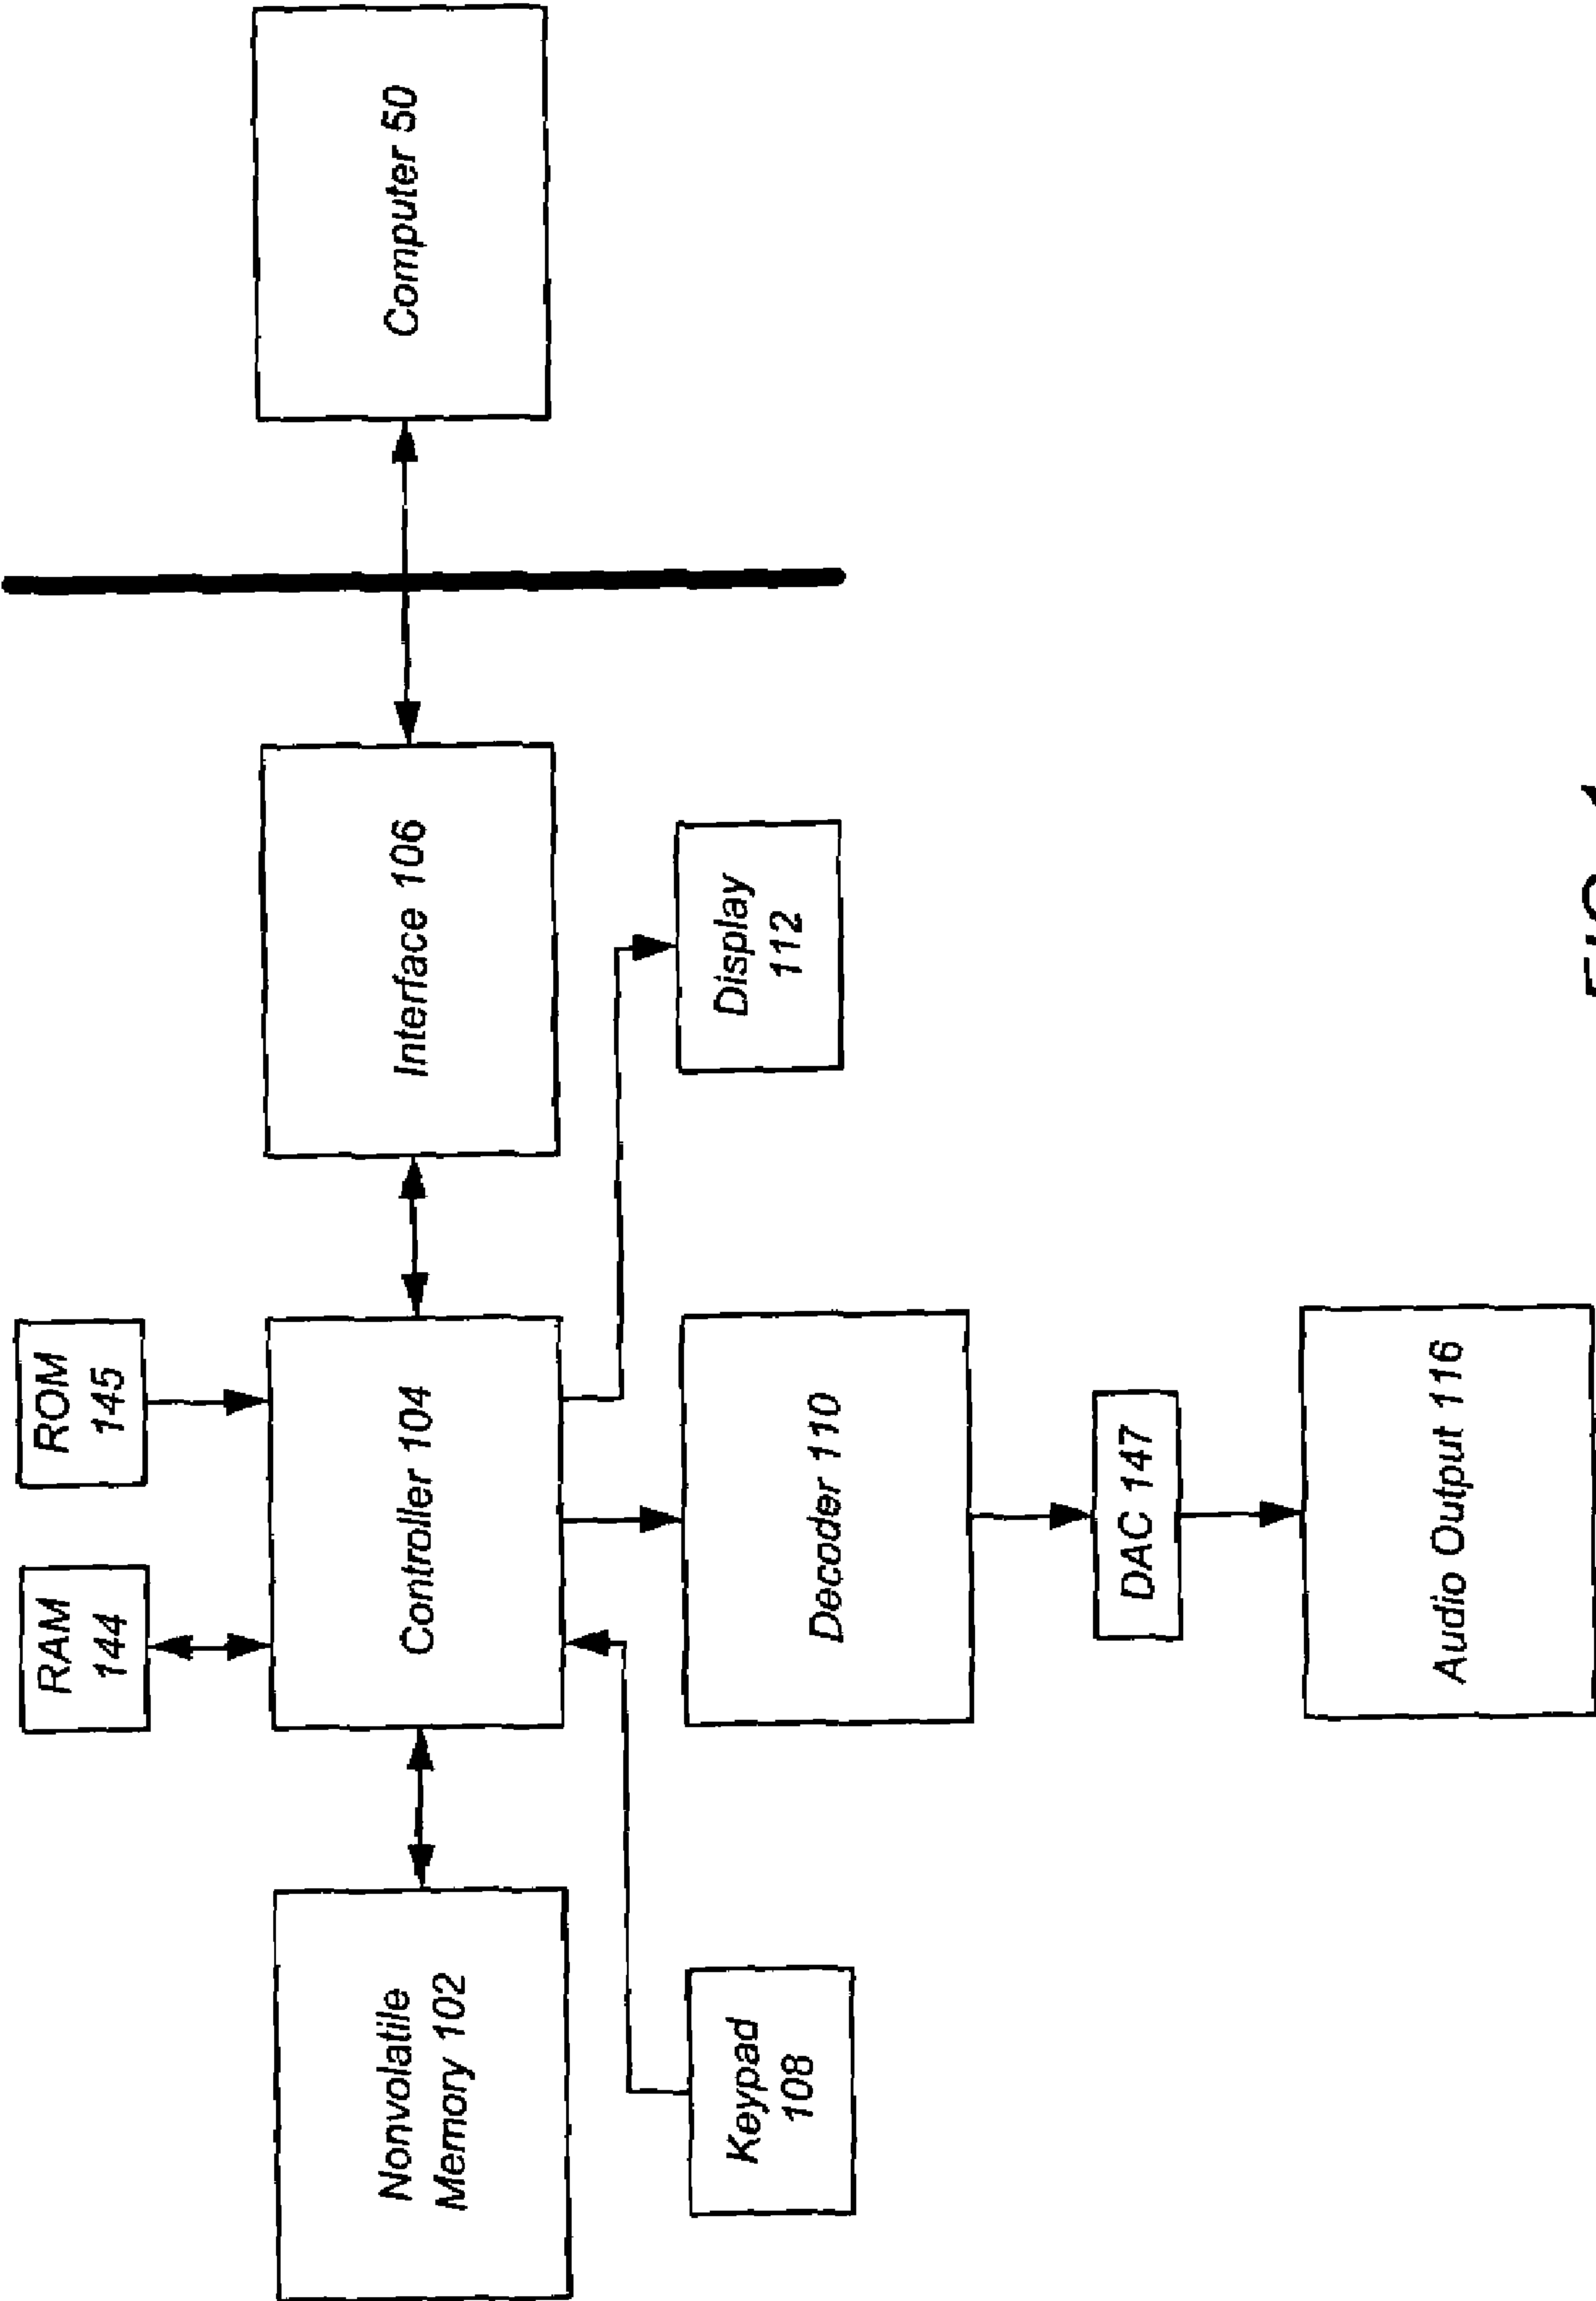 RAM
144
ROM
145
Nonvolatile
Memory 102
Controller 104
Interface 106
Computer 50
Keypad
108
Decoder 110
Display
112
DAC 147
Audio Output 116